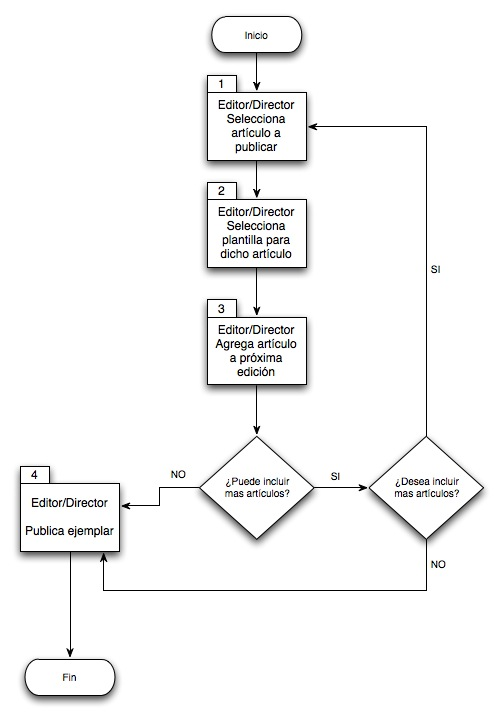 Inicio
1
Editor/Director
Selecciona
artículo a
publicar
2
Editor/Director
Selecciona
plantilla para
dicho artículo
3
Editor/Director
Agrega artículo
a próxima
edición
¿Puede incluir
mas artículos?
NO
SI
¿Desea incluir
mas artículos?
SI
NO
4
Editor/Director
Publica ejemplar
Fin